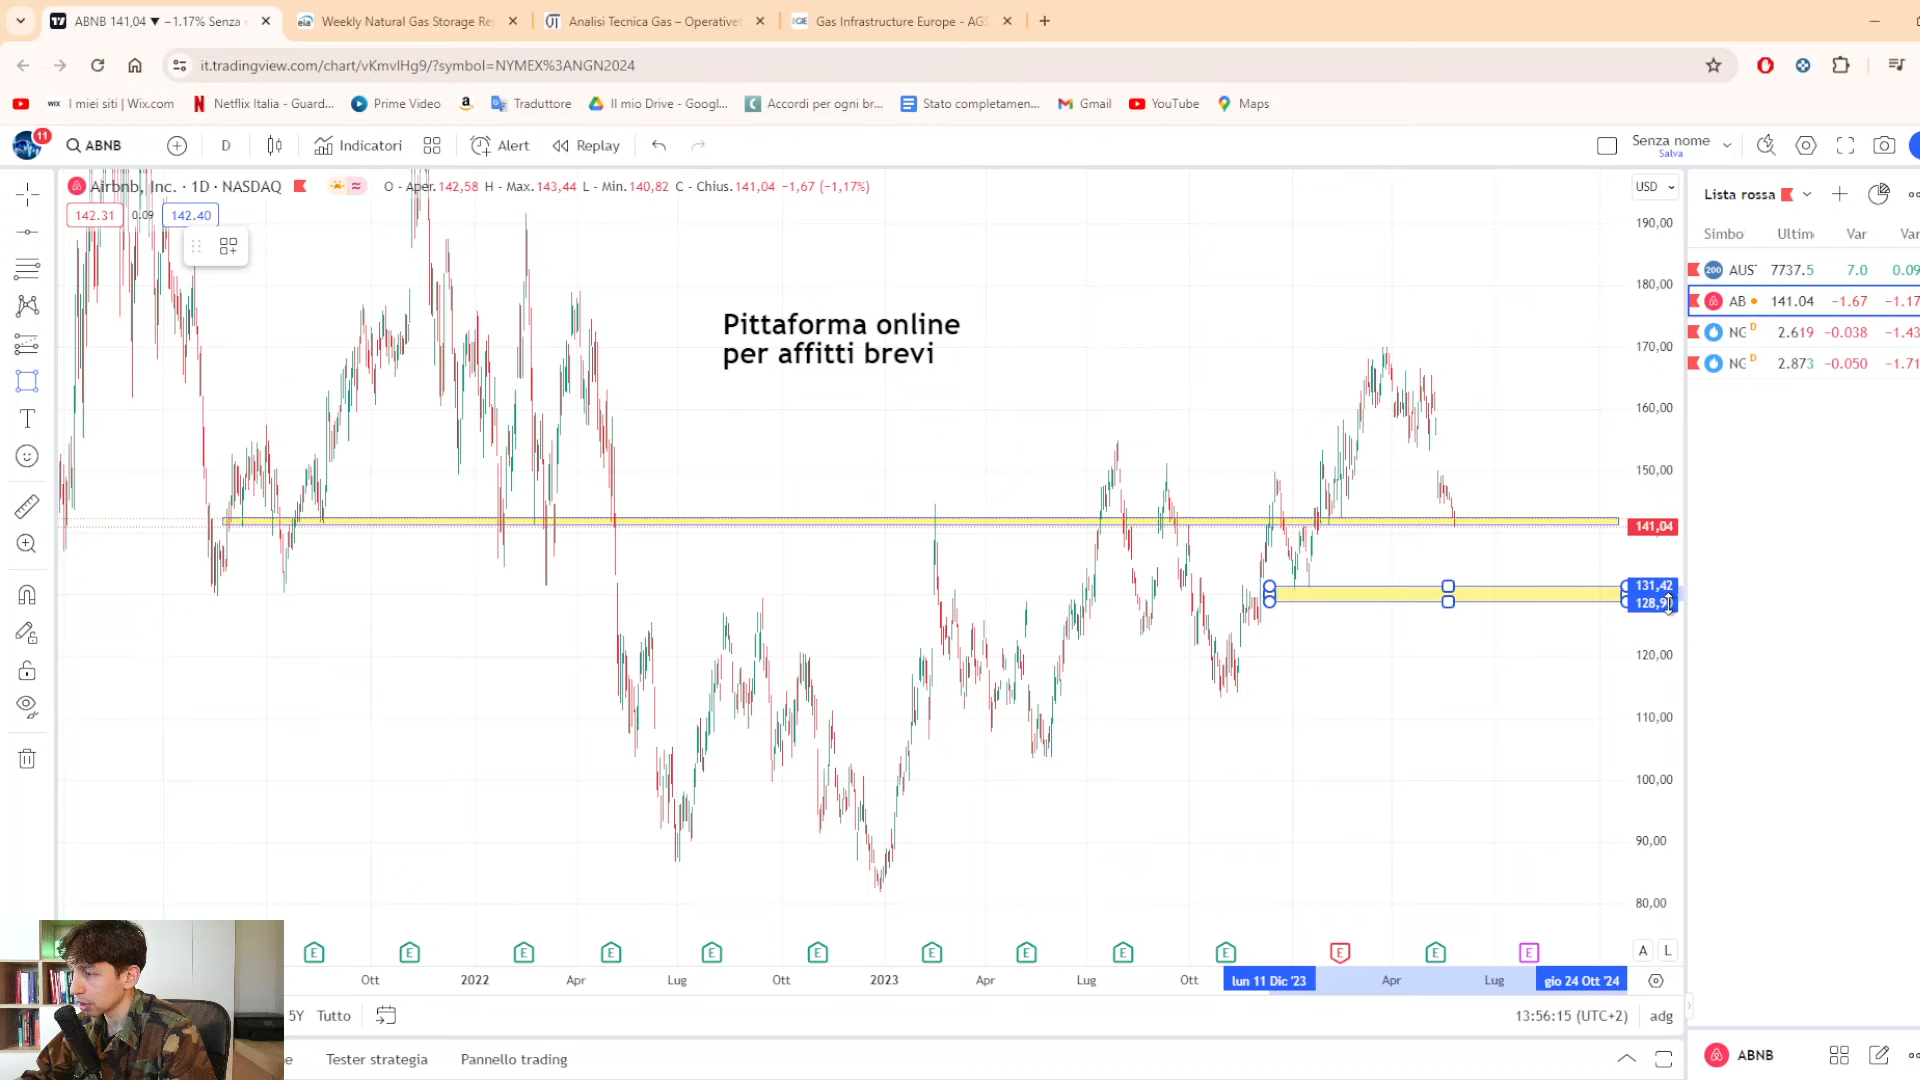 ABNB 141,04 ▼ −1.17% Senza n
Weekly Natural Gas Storage Re
Analisi Tecnica Gas – Operativet
Gas Infrastructure Europe - AGS
it.tradingview.com/chart/vKmvlHg9/?symbol=NYMEX%3ANGN2024
I miei siti | Wix.com
Netflix Italia - Guard...
Prime Video
Traduttore
Il mio Drive - Googl...
Accordi per ogni br...
Stato completamen...
Gmail
YouTube
Maps
11
ABNB
D
Indicatori
Alert
Replay
Senza nome
Salva
Airbnb, Inc. · 1D · NASDAQ
O - Aper.142,58 H - Max.143,44 L - Min.140,82 C - Chius.141,04 −1,67 (−1,17%)
142.31 0.09 142.40
USD
Lista rossa
Simbo Ultim Var Var
AUS 7737.5 7.0 0.09
AB 141.04 −1.67 −1.17
NG D 2.619 −0.038 −1.43
NG D 2.873 −0.050 −1.71
Pittaforma online
per affitti brevi
190,00
180,00
170,00
160,00
150,00
141,04
131,42
128,9
120,00
110,00
100,00
90,00
80,00
E E E E E E E E E E E E E
A L
Ott 2022 Apr Lug Ott 2023 Apr Lug Ott lun 11 Dic '23 Apr Lug gio 24 Ott '24
5Y Tutto
13:56:15 (UTC+2) adg
e Tester strategia Pannello trading
ABNB